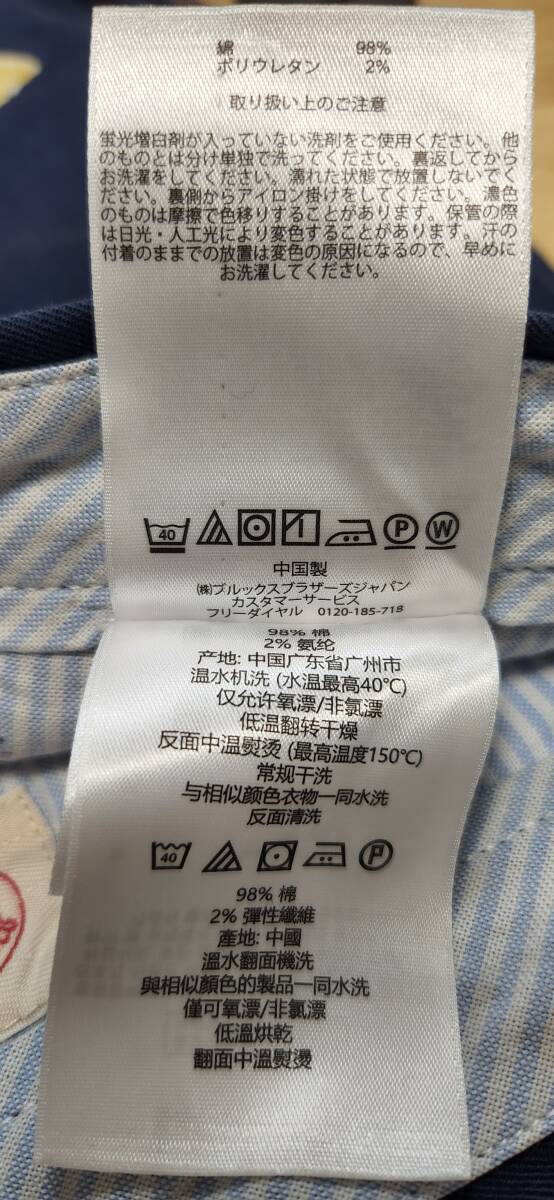 綿 98%
ポリウレタン 2%
取り扱い上のご注意
蛍光増白剤が入っていない洗剤をご使用ください。他
のものとは分け単独で洗ってください。裏返してから
お洗濯をしてください。濡れた状態で放置しないでく
ださい。裏側からアイロン掛けをしてください。濃色
のものは摩擦で色移りすることがあります。保管の際
は日光・人工光により変色することがあります。汗の
付着のままでの放置は変色の原因になるので、早めに
お洗濯してください。
40 P W
中国製
㈱ブルックスブラザーズジャパン
カスタマーサービス
フリーダイヤル 0120-185-718
98% 棉
2% 氨纶
产地: 中国广东省广州市
温水机洗 (水温最高40℃)
仅允许氧漂/非氯漂
低温翻转干燥
反面中温熨烫 (最高温度150℃)
常规干洗
与相似颜色衣物一同水洗
反面清洗
40 P
98% 棉
2% 彈性纖維
產地: 中國
溫水翻面機洗
與相似顏色的製品一同水洗
僅可氧漂/非氯漂
低溫烘乾
翻面中溫熨燙